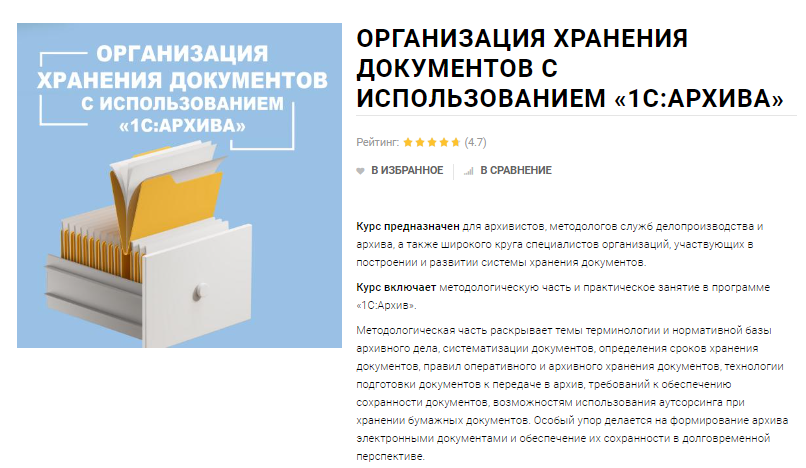 ОРГАНИЗАЦИЯ
ХРАНЕНИЯ ДОКУМЕНТОВ
С ИСПОЛЬЗОВАНИЕМ
«1С:АРХИВА»
ОРГАНИЗАЦИЯ ХРАНЕНИЯ
ДОКУМЕНТОВ С
ИСПОЛЬЗОВАНИЕМ «1С:АРХИВА»
Рейтинг: (4.7)
В ИЗБРАННОЕ В СРАВНЕНИЕ
Курс предназначен для архивистов, методологов служб делопроизводства и
архива, а также широкого круга специалистов организаций, участвующих в
построении и развитии системы хранения документов.
Курс включает методологическую часть и практическое занятие в программе
«1С:Архив».
Методологическая часть раскрывает темы терминологии и нормативной базы
архивного дела, систематизации документов, определения сроков хранения
документов, правил оперативного и архивного хранения документов, технологии
подготовки документов к передаче в архив, требований к обеспечению
сохранности документов, возможностям использования аутсорсинга при
хранении бумажных документов. Особый упор делается на формирование архива
электронными документами и обеспечение их сохранности в долговременной
перспективе.